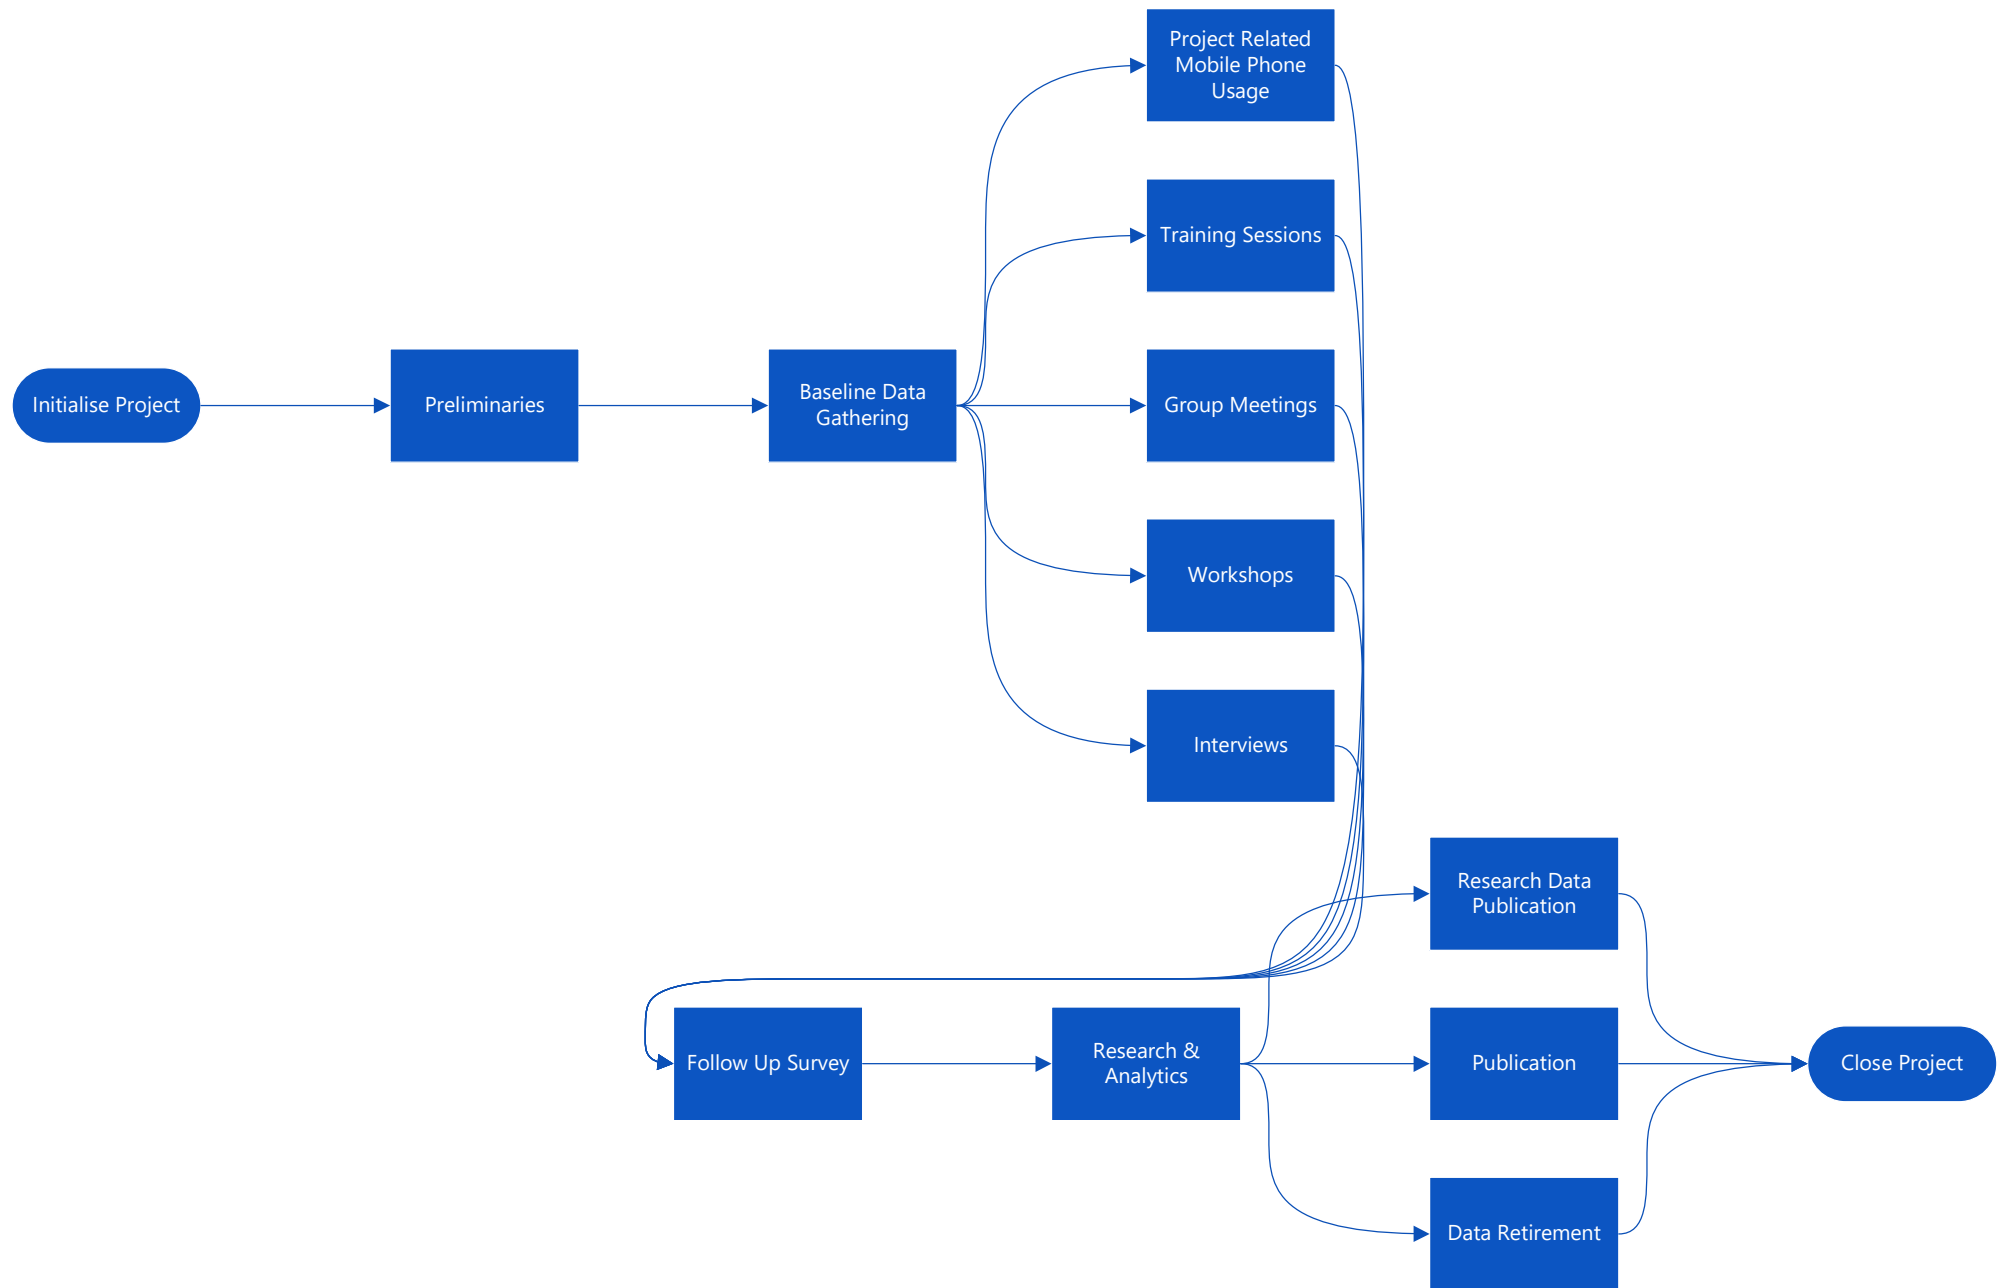 Project Related
Mobile Phone
Usage
Training Sessions
Initialise Project
Preliminaries
Baseline Data
Gathering
Group Meetings
Workshops
Interviews
Research Data
Publication
Follow Up Survey
Research &
Analytics
Publication
Close Project
Data Retirement